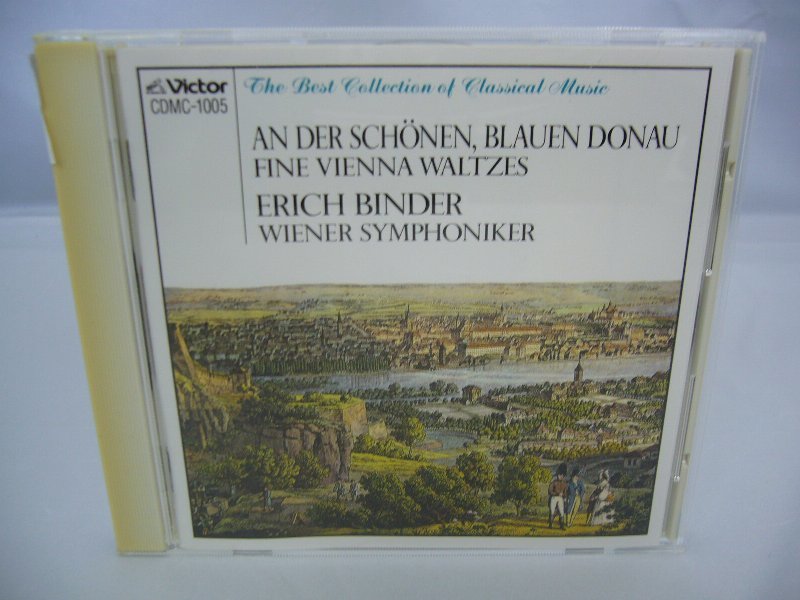 Victor
CDMC-1005
The Best Collection of Classical Music
AN DER SCHÖNEN, BLAUEN DONAU
FINE VIENNA WALTZES
ERICH BINDER
WIENER SYMPHONIKER